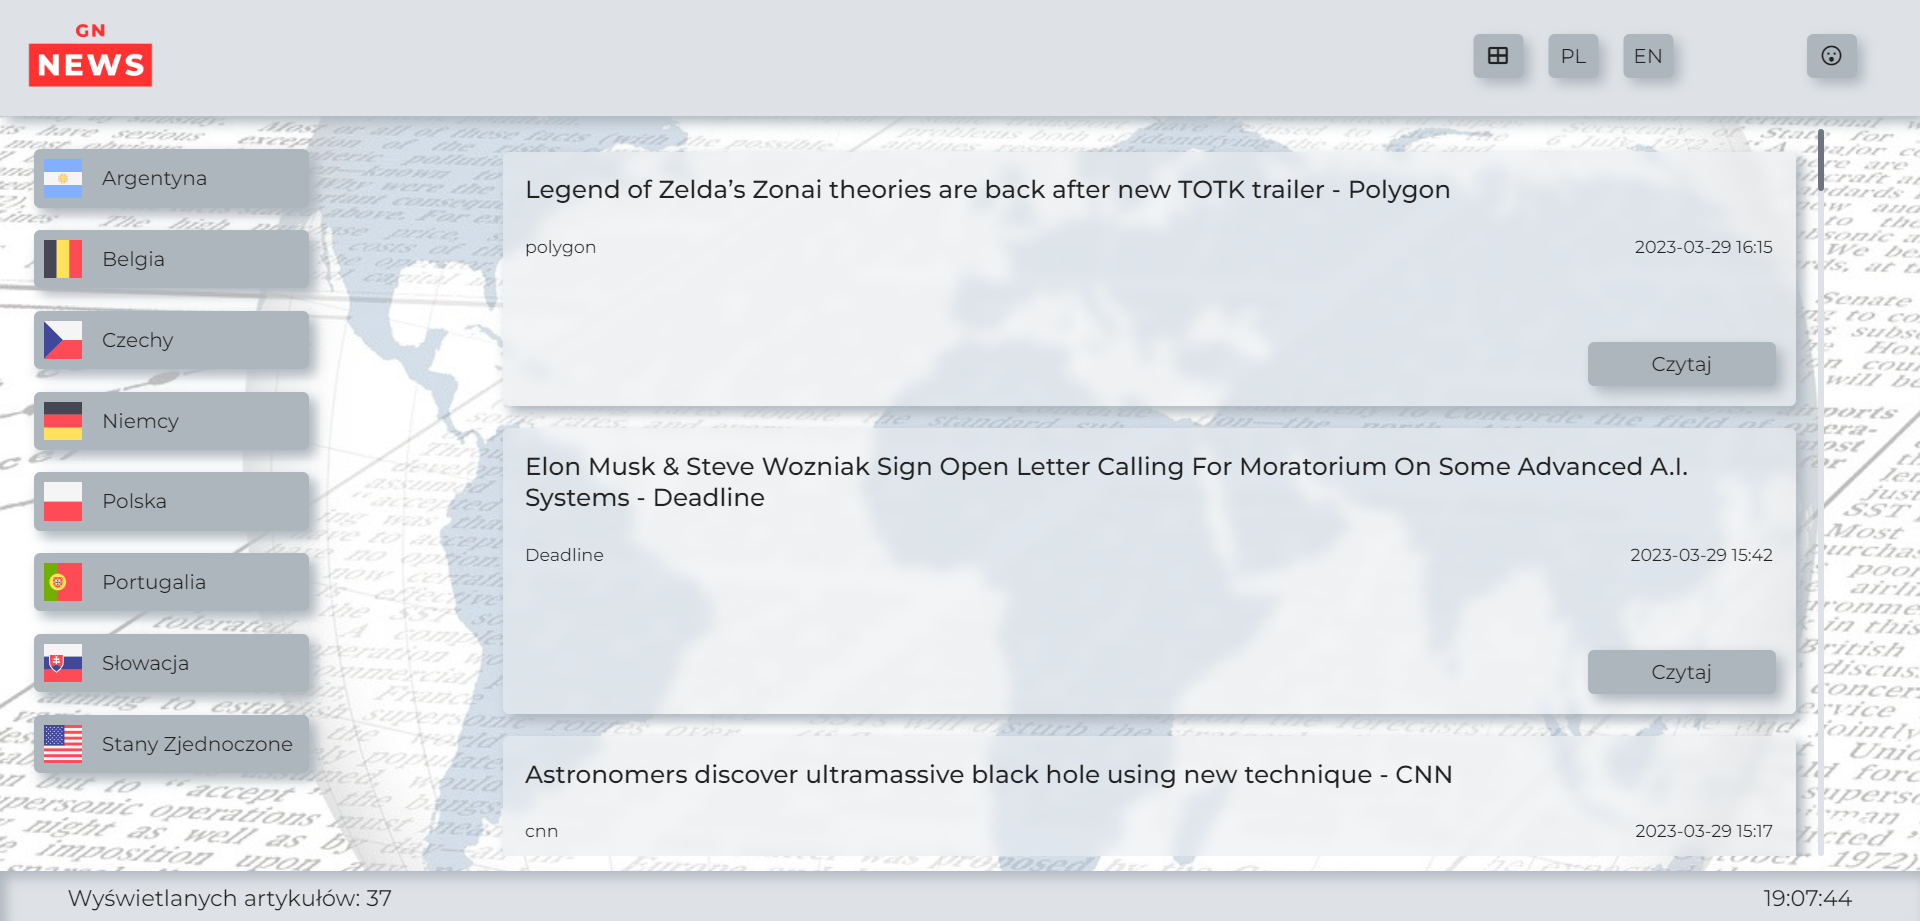 GN
NEWS
PL
EN
Argentyna
Belgia
Czechy
Niemcy
Polska
Portugalia
Słowacja
Stany Zjednoczone
Legend of Zelda’s Zonai theories are back after new TOTK trailer - Polygon
polygon
2023-03-29 16:15
Czytaj
Elon Musk & Steve Wozniak Sign Open Letter Calling For Moratorium On Some Advanced A.I.
Systems - Deadline
Deadline
2023-03-29 15:42
Czytaj
Astronomers discover ultramassive black hole using new technique - CNN
cnn
2023-03-29 15:17
Wyświetlanych artykułów: 37
19:07:44